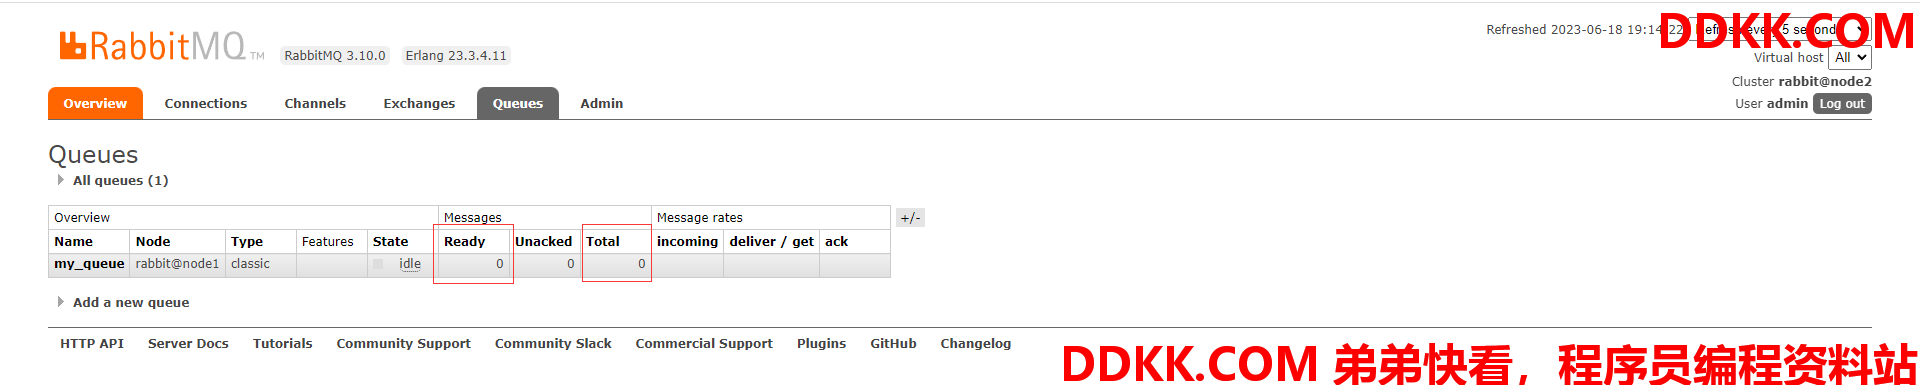 RabbitMQ TM RabbitMQ 3.10.0 Erlang 23.3.4.11
Refreshed 2023-06-18 19:14:22 5 second
DDKK.COM
Virtual host All
Cluster rabbit@node2
User admin Log out
Overview Connections Channels Exchanges Queues Admin
Queues
All queues (1)
Overview Messages Message rates +/-
Name Node Type Features State Ready Unacked Total incoming deliver / get ack
my_queue rabbit@node1 classic idle 0 0 0
Add a new queue
HTTP API Server Docs Tutorials Community Support Community Slack Commercial Support Plugins GitHub Changelog
DDKK.COM 弟弟快看，程序员编程资料站